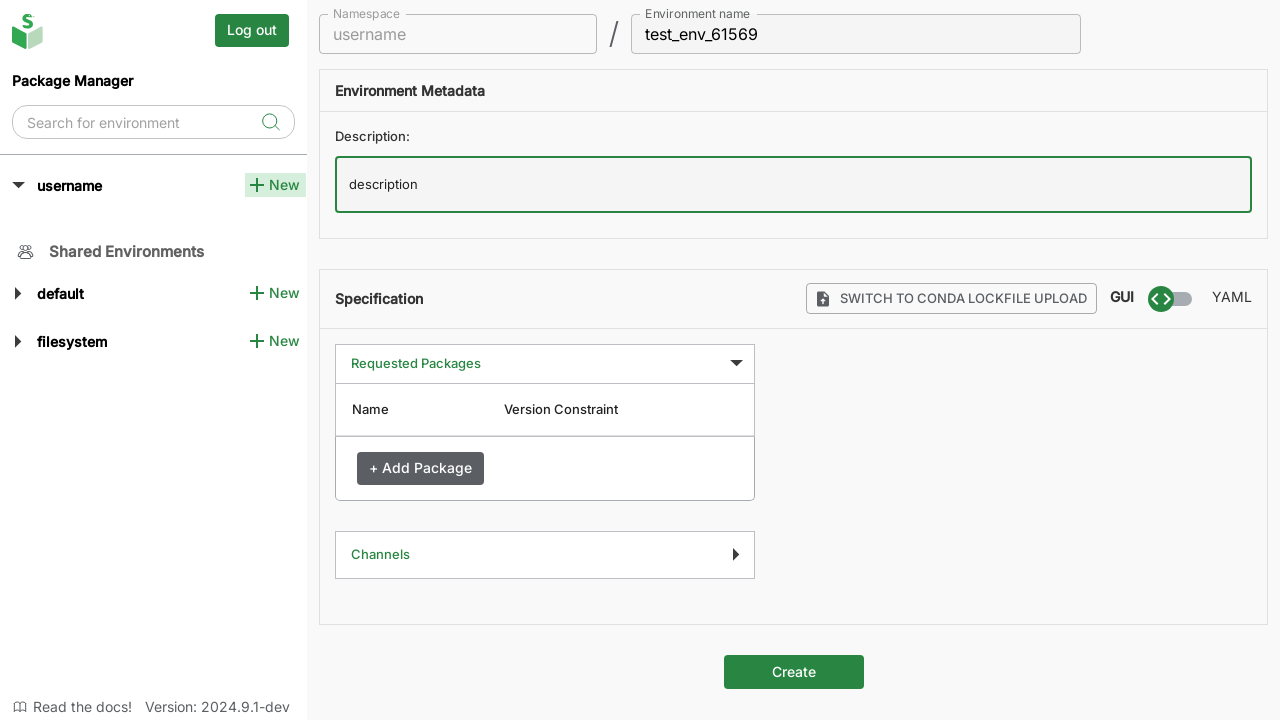 Log out
Package Manager
Search for environment
username
New
Shared Environments
default
New
filesystem
New
Read the docs!
Version: 2024.9.1-dev
Namespace
username
/
Environment name
test_env_61569
Environment Metadata
Description:
description
Specification
SWITCH TO CONDA LOCKFILE UPLOAD
GUI
YAML
Requested Packages
Name
Version Constraint
+ Add Package
Channels
Create